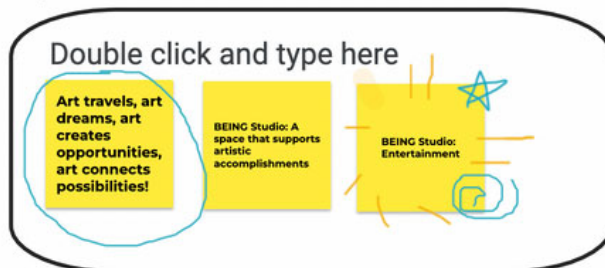 Double click and type here
Art travels, art
dreams, art
creates
opportunities,
art connects
possibilities!
BEING Studio: A
space that supports
artistic
accomplishments
BEING Studio:
Entertainment